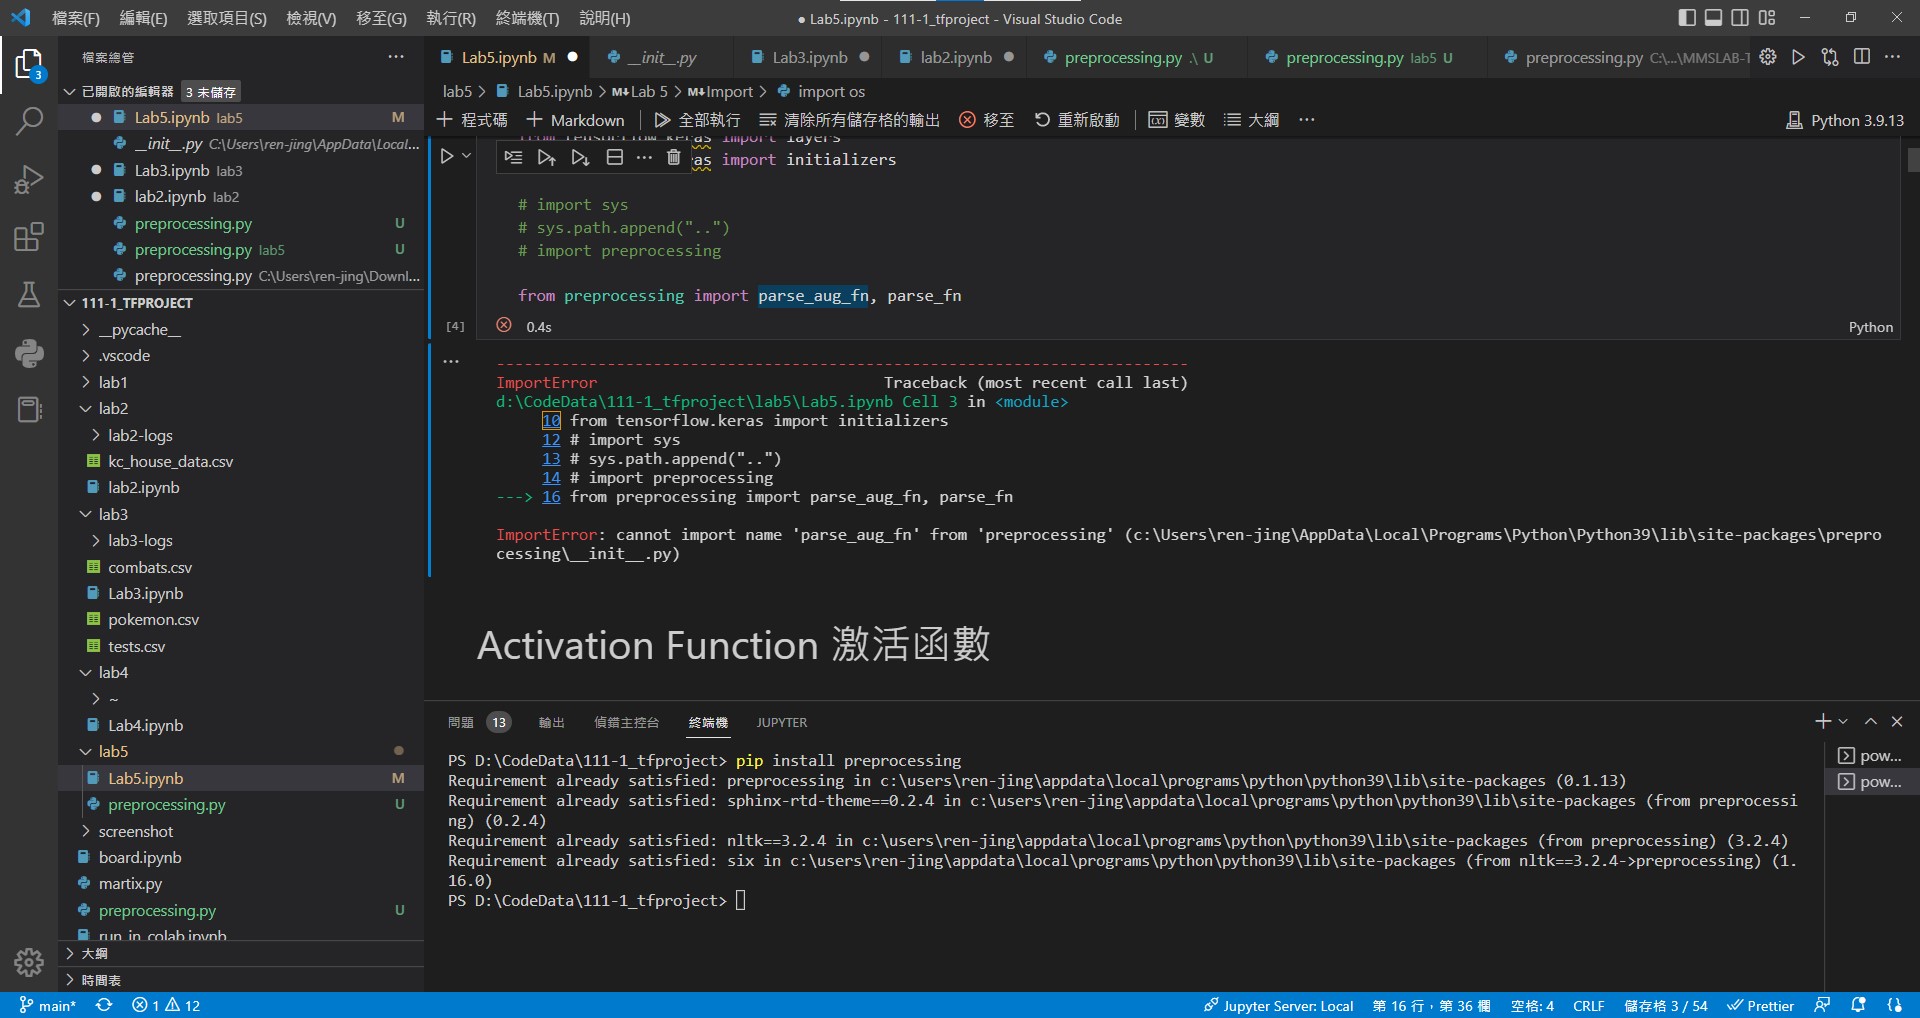 檔案(F) 編輯(E) 選取項目(S) 檢視(V) 移至(G) 執行(R) 終端機(T) 說明(H)
● Lab5.ipynb - 111-1_tfproject - Visual Studio Code
檔案總管
3
已開啟的編輯器 3 未儲存
Lab5.ipynb lab5 M
__init__.py C:\Users\ren-jing\AppData\Local...
Lab3.ipynb lab3
lab2.ipynb lab2
preprocessing.py U
preprocessing.py lab5 U
preprocessing.py C:\Users\ren-jing\Downl...
111-1_TFPROJECT
__pycache__
.vscode
lab1
lab2
lab2-logs
kc_house_data.csv
lab2.ipynb
lab3
lab3-logs
combats.csv
Lab3.ipynb
pokemon.csv
tests.csv
lab4
~
Lab4.ipynb
lab5
Lab5.ipynb M
preprocessing.py U
screenshot
board.ipynb
martix.py
preprocessing.py U
run_in_colab.ipynb
大綱
時間表
Lab5.ipynb M
__init__.py
Lab3.ipynb
lab2.ipynb
preprocessing.py .\ U
preprocessing.py lab5 U
preprocessing.py C:\...\MMSLAB-T
lab5 > Lab5.ipynb > M↓Lab 5 > M↓Import > import os
+ 程式碼 + Markdown 全部執行 清除所有儲存格的輸出 移至 重新啟動 變數 大綱 ...
Python 3.9.13
from tensorflow.keras import layers
as import initializers
# import sys
# sys.path.append("..")
# import preprocessing
from preprocessing import parse_aug_fn, parse_fn
[4] 0.4s Python
---------------------------------------------------------------------------
ImportError Traceback (most recent call last)
d:\CodeData\111-1_tfproject\lab5\Lab5.ipynb Cell 3 in <module>
10 from tensorflow.keras import initializers
12 # import sys
13 # sys.path.append("..")
14 # import preprocessing
---> 16 from preprocessing import parse_aug_fn, parse_fn
ImportError: cannot import name 'parse_aug_fn' from 'preprocessing' (c:\Users\ren-jing\AppData\Local\Programs\Python\Python39\lib\site-packages\prepro
cessing\__init__.py)
Activation Function 激活函數
問題 13 輸出 偵錯主控台 終端機 JUPYTER
PS D:\CodeData\111-1_tfproject> pip install preprocessing
Requirement already satisfied: preprocessing in c:\users\ren-jing\appdata\local\programs\python\python39\lib\site-packages (0.1.13)
Requirement already satisfied: sphinx-rtd-theme==0.2.4 in c:\users\ren-jing\appdata\local\programs\python\python39\lib\site-packages (from preprocessi
ng) (0.2.4)
Requirement already satisfied: nltk==3.2.4 in c:\users\ren-jing\appdata\local\programs\python\python39\lib\site-packages (from preprocessing) (3.2.4)
Requirement already satisfied: six in c:\users\ren-jing\appdata\local\programs\python\python39\lib\site-packages (from nltk==3.2.4->preprocessing) (1.
16.0)
PS D:\CodeData\111-1_tfproject>
pow...
pow...
main* 1 12
Jupyter Server: Local 第 16 行，第 36 欄 空格: 4 CRLF 儲存格 3 / 54 Prettier